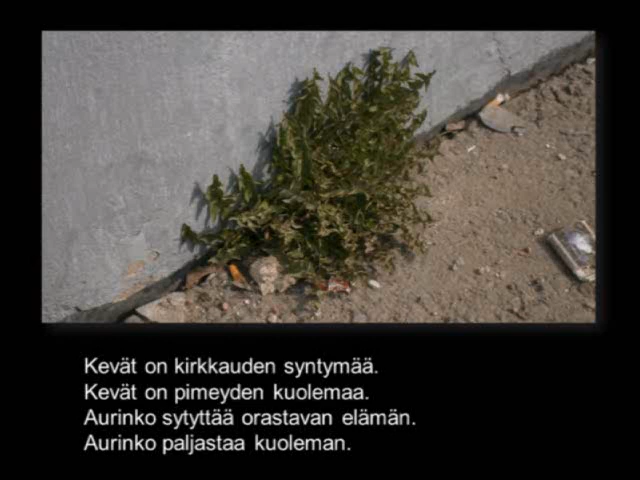 Kevät on kirkkauden syntymää.
Kevät on pimeyden kuolemaa.
Aurinko sytyttää orastavan elämän.
Aurinko paljastaa kuoleman.